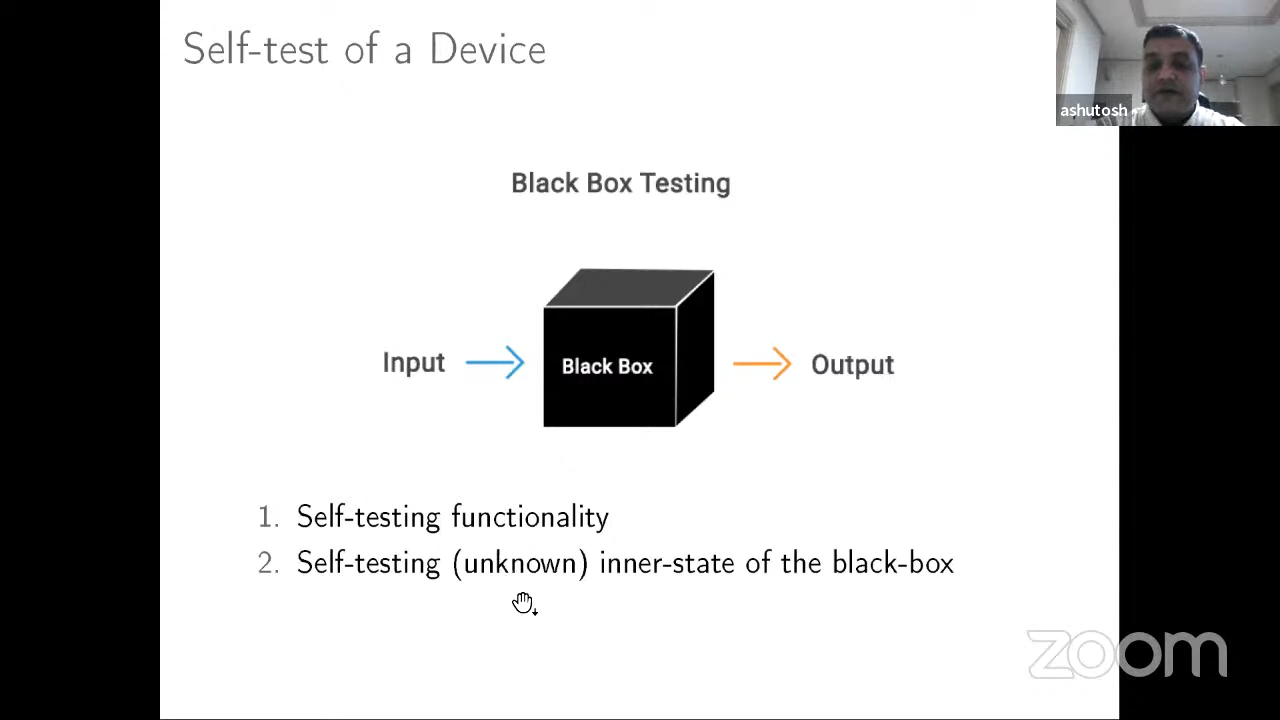 Self-test of a Device
ashutosh
Black Box Testing
Input
Black Box
Output
1. Self-testing functionality
2. Self-testing (unknown) inner-state of the black-box
zoom